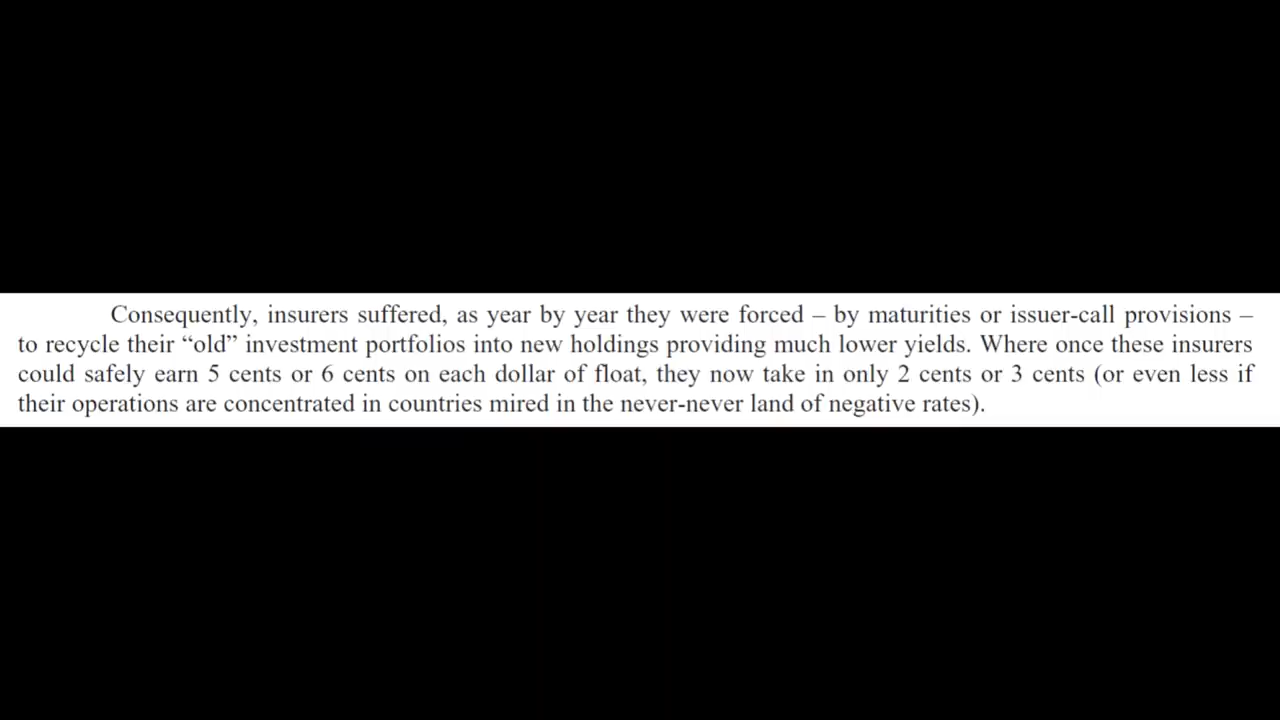 Consequently, insurers suffered, as year by year they were forced – by maturities or issuer-call provisions –
to recycle their “old” investment portfolios into new holdings providing much lower yields. Where once these insurers
could safely earn 5 cents or 6 cents on each dollar of float, they now take in only 2 cents or 3 cents (or even less if
their operations are concentrated in countries mired in the never-never land of negative rates).